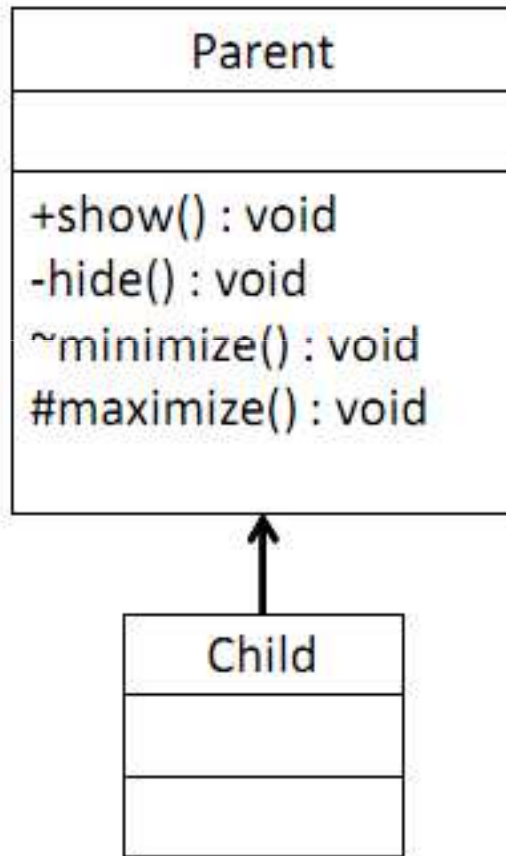 Parent
+show() : void
-hide() : void
~minimize() : void
#maximize() : void
Child